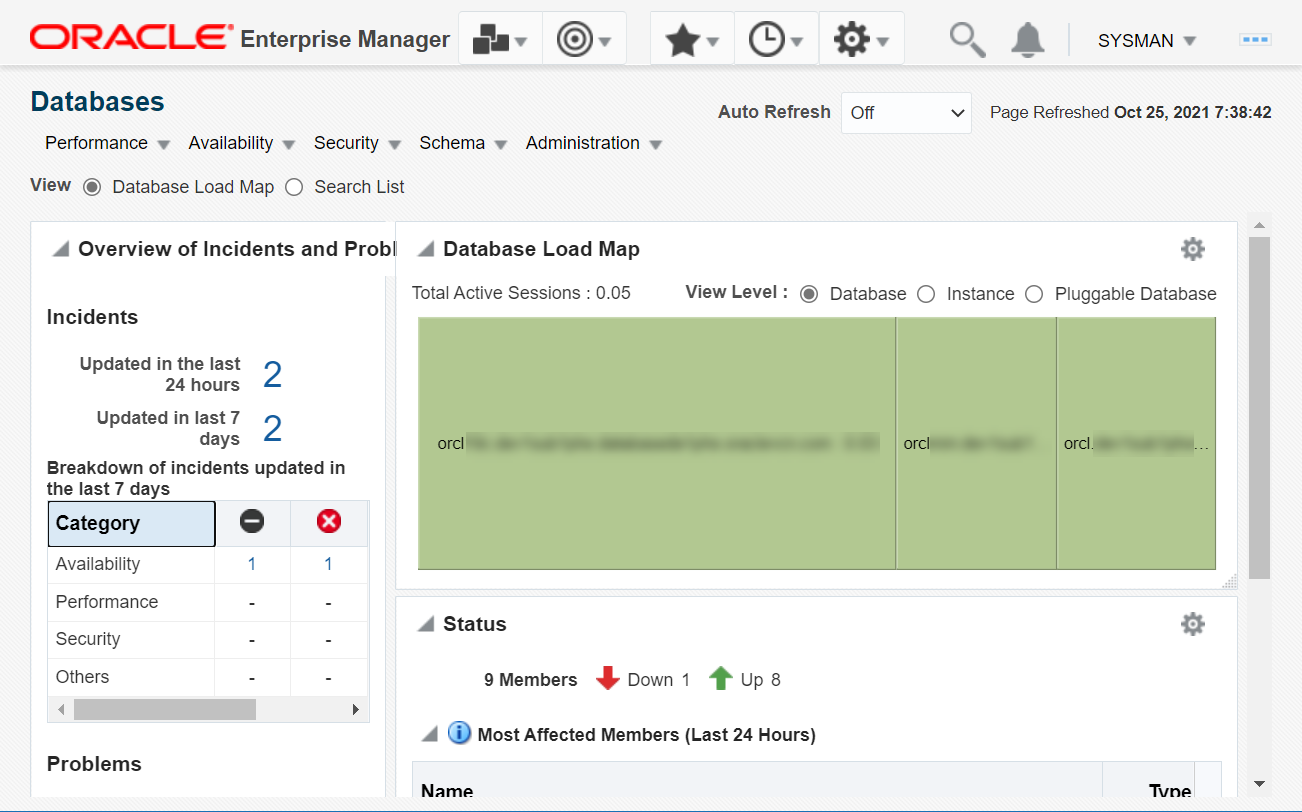 ORACLE Enterprise Manager
SYSMAN
Databases
Auto Refresh Off Page Refreshed Oct 25, 2021 7:38:42
Performance Availability Security Schema Administration
View Database Load Map Search List
Overview of Incidents and Probl
Incidents
Updated in the last
24 hours 2
Updated in last 7
days 2
Breakdown of incidents updated in
the last 7 days
Category
Availability 1 1
Performance - -
Security - -
Others - -
Problems
Database Load Map
Total Active Sessions : 0.05 View Level : Database Instance Pluggable Database
orcl orcl orcl. ...
Status
9 Members Down 1 Up 8
Most Affected Members (Last 24 Hours)
Name Type